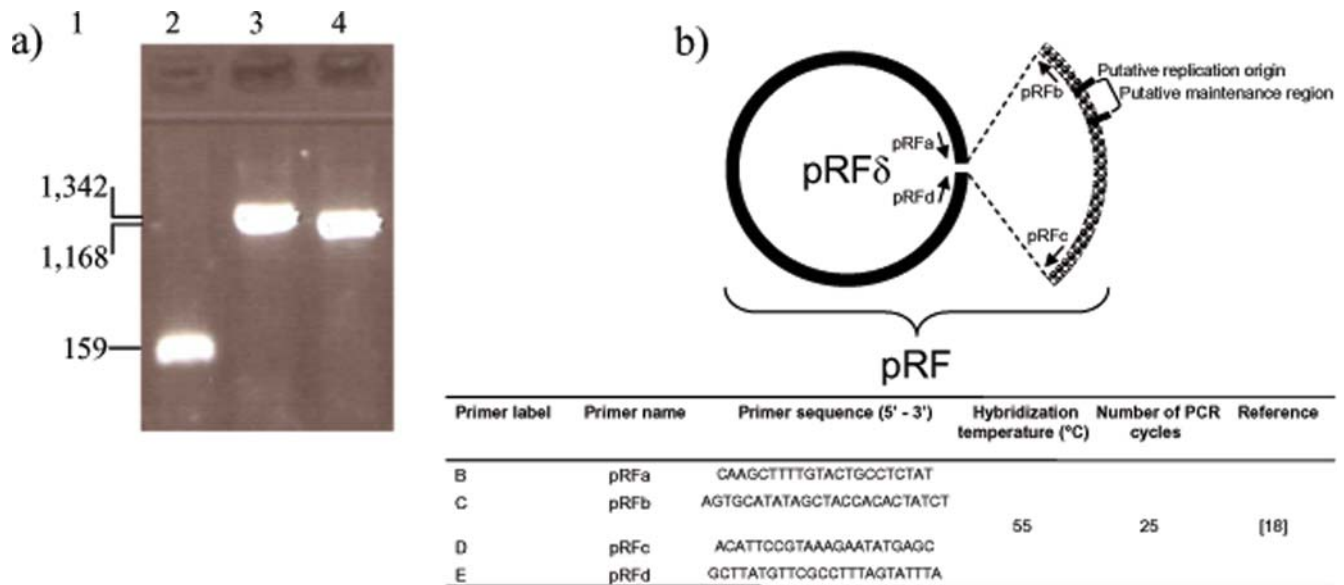 a)
1 2 3 4
1,342
1,168
159
b)
Putative replication origin
Putative maintenance region
pRFb
pRFa
pRFδ
pRFd
pRFc
pRF
Primer label Primer name Primer sequence (5' - 3') Hybridization temperature (°C) Number of PCR cycles Reference
B pRFa CAAGCTTTTGTACTGCCTCTAT
C pRFb AGTGCATATAGCTACCACACTATCT
55 25 [18]
D pRFc ACATTCCGTAAAGAATATGAGC
E pRFd GCTTATGTTCGCCTTTAGTATTTA